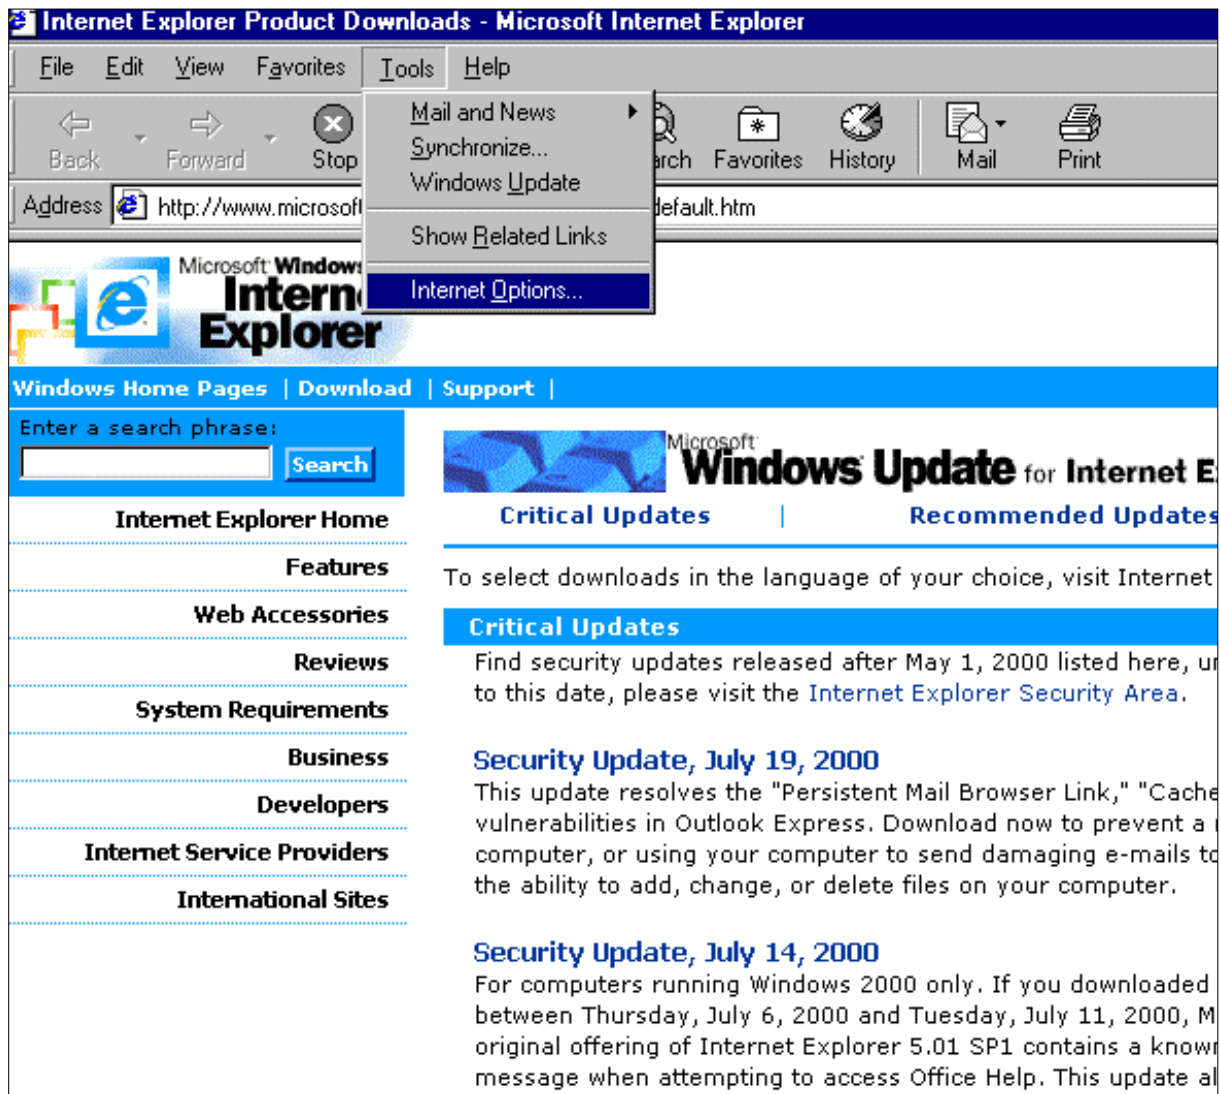 Internet Explorer Product Downloads - Microsoft Internet Explorer
File Edit View Favorites Tools Help
Back Forward Stop Favorites History Mail Print
Mail and News
Synchronize...
Windows Update
Show Related Links
Internet Options...
Address http://www.microsoft default.htm
Microsoft Windows
Internet
Explorer
Windows Home Pages | Download | Support |
Enter a search phrase:
Search
Internet Explorer Home
Features
Web Accessories
Reviews
System Requirements
Business
Developers
Internet Service Providers
International Sites
Microsoft
Windows Update for Internet E
Critical Updates | Recommended Updates
To select downloads in the language of your choice, visit Internet
Critical Updates
Find security updates released after May 1, 2000 listed here,
to this date, please visit the Internet Explorer Security Area.
Security Update, July 19, 2000
This update resolves the "Persistent Mail Browser Link," "Cache
vulnerabilities in Outlook Express. Download now to prevent a
computer, or using your computer to send damaging e-mails to
the ability to add, change, or delete files on your computer.
Security Update, July 14, 2000
For computers running Windows 2000 only. If you downloaded
between Thursday, July 6, 2000 and Tuesday, July 11, 2000, M
original offering of Internet Explorer 5.01 SP1 contains a known
message when attempting to access Office Help. This update al